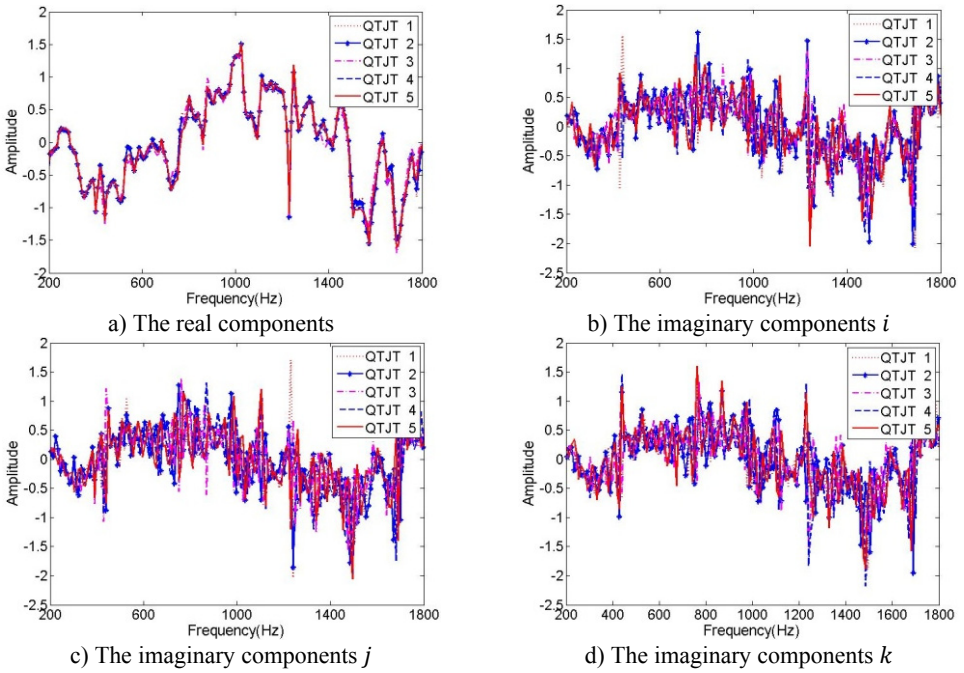 2
1.5
1
0.5
0
-0.5
-1
-1.5
2
Amplitude
QTJT 1
QTJT 2
QTJT 3
QTJT 4
QTJT 5
200 600 1000 1400 1800
Frequency(Hz)
a) The real components
2
1.5
1
0.5
0
-0.5
-1
-1.5
-2
-2.5
Amplitude
QTJT 1
QTJT 2
QTJT 3
QTJT 4
QTJT 5
200 600 1000 1400 1800
Frequency(Hz)
b) The imaginary components i
2
1.5
1
0.5
0
-0.5
-1
-1.5
-2
-2.5
Amplitude
QTJT 1
QTJT 2
QTJT 3
QTJT 4
QTJT 5
200 600 1000 1400 1800
Frequency(Hz)
c) The imaginary components j
2
1.5
1
0.5
0
-0.5
-1
-1.5
-2
-2.5
Amplitude
QTJT 1
QTJT 2
QTJT 3
QTJT 4
QTJT 5
200 400 600 800 1000 1200 1400 1600 1800
Frequency(Hz)
d) The imaginary components k